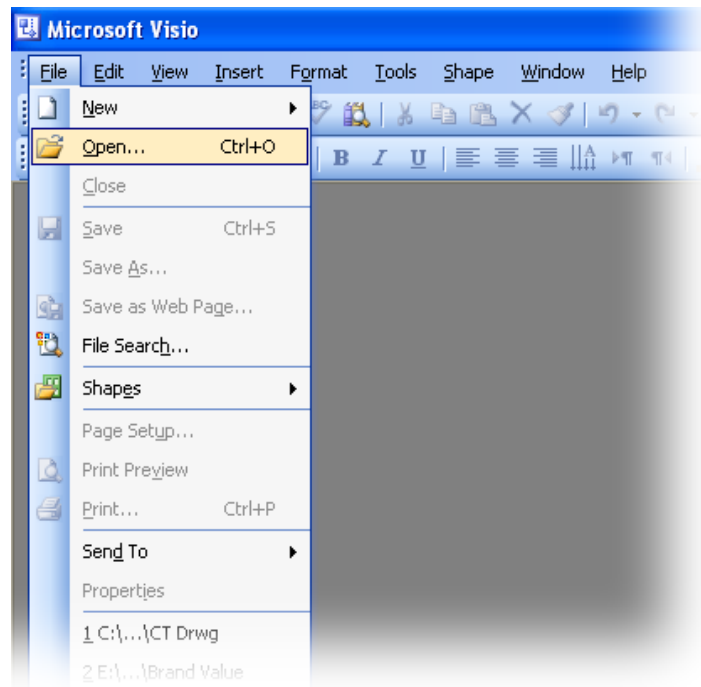 Microsoft Visio
File Edit View Insert Format Tools Shape Window Help
New
Open... Ctrl+O
B I U
Close
Save Ctrl+S
Save As...
Save as Web Page...
File Search...
Shapes
Page Setup...
Print Preview
Print... Ctrl+P
Send To
Properties
1 C:\...\CT Drwg
2 E:\...\Brand Value